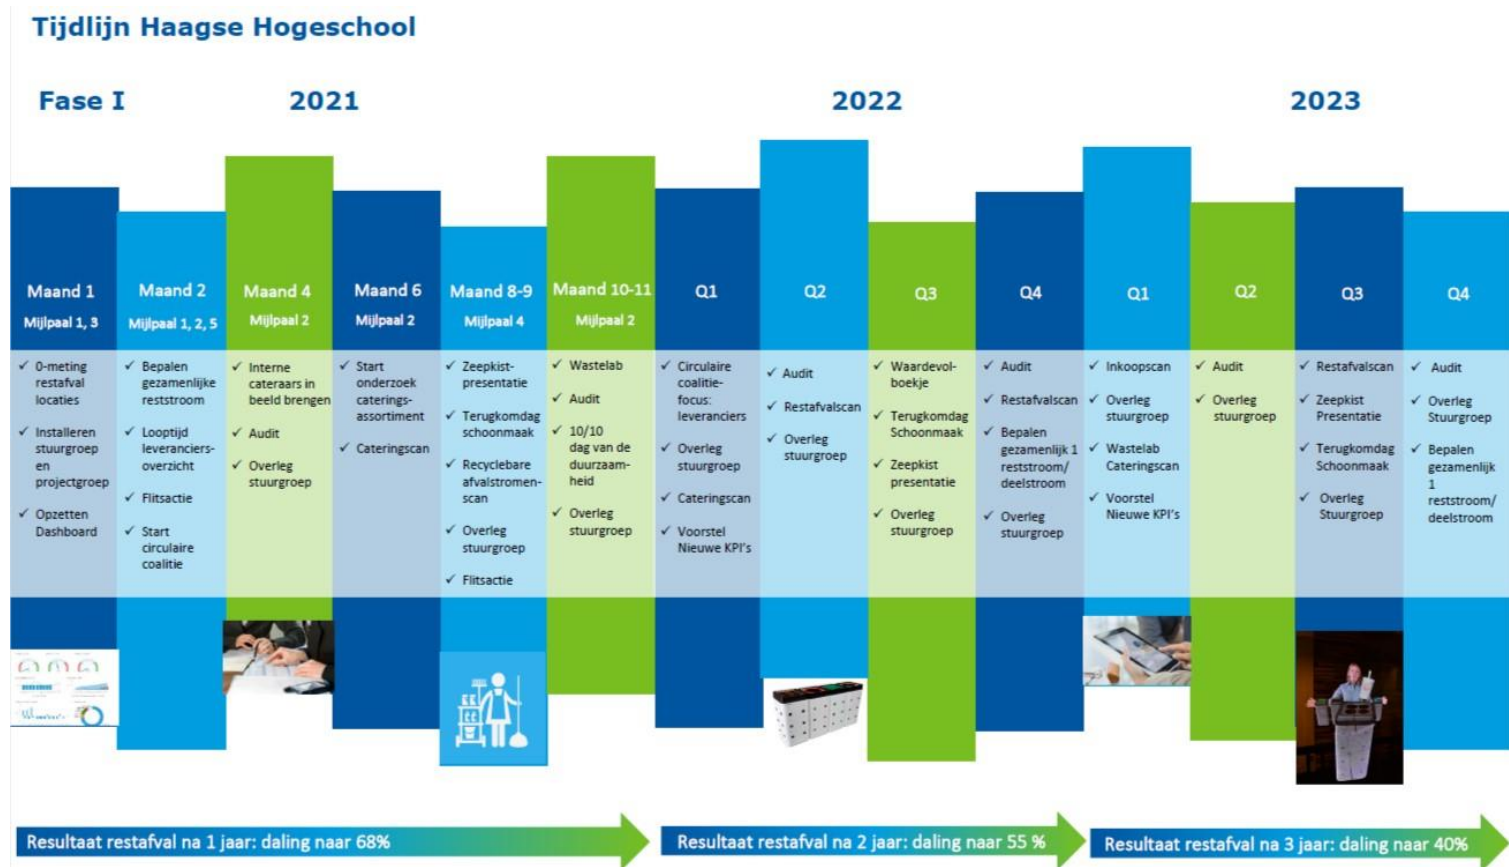 Tijdlijn Haagse Hogeschool
Fase I
2021
2022
2023
Maand 1
Mijlpaal 1, 3
✓ 0-meting
restafval
locaties
✓ Installeren
stuurgroep
en
projectgroep
✓ Opzetten
Dashboard
Maand 2
Mijlpaal 1, 2, 5
✓ Bepalen
gezamenlijke
reststroom
✓ Looptijd
leveranciers-
overzicht
✓ Flitsactie
✓ Start
circulaire
coalitie
Maand 4
Mijlpaal 2
✓ Interne
cateraars in
beeld brengen
✓ Audit
✓ Overleg
stuurgroep
Maand 6
Mijlpaal 2
✓ Start
onderzoek
caterings-
assortiment
✓ Cateringscan
Maand 8-9
Mijlpaal 4
✓ Zeepkist-
presentatie
✓ Terugkomdag
schoonmaak
✓ Recyclebare
afvalstromen-
scan
✓ Overleg
stuurgroep
✓ Flitsactie
Maand 10-11
Mijlpaal 2
✓ Wastelab
✓ Audit
✓ 10/10
dag van de
duurzaam-
heid
✓ Overleg
stuurgroep
Q1
✓ Circulaire
coalitie-
focus:
leveranciers
✓ Overleg
stuurgroep
✓ Cateringscan
✓ Voorstel
Nieuwe KPI's
Q2
✓ Audit
✓ Restafvalscan
✓ Overleg
stuurgroep
Q3
✓ Waardevol-
boekje
✓ Terugkomdag
Schoonmaak
✓ Zeepkist
presentatie
✓ Overleg
stuurgroep
Q4
✓ Audit
✓ Restafvalscan
✓ Bepalen
gezamenlijk 1
reststroom/
deelstroom
✓ Overleg
stuurgroep
Q1
✓ Inkoopscan
✓ Overleg
stuurgroep
✓ Wastelab
Cateringscan
✓ Voorstel
Nieuwe KPI's
Q2
✓ Audit
✓ Overleg
stuurgroep
Q3
✓ Restafvalscan
✓ Zeepkist
Presentatie
✓ Terugkomdag
Schoonmaak
✓ Overleg
Stuurgroep
Q4
✓ Audit
✓ Overleg
Stuurgroep
✓ Bepalen
gezamenlijk
1
reststroom/
deelstroom
Resultaat restafval na 1 jaar: daling naar 68%
Resultaat restafval na 2 jaar: daling naar 55 %
Resultaat restafval na 3 jaar: daling naar 40%